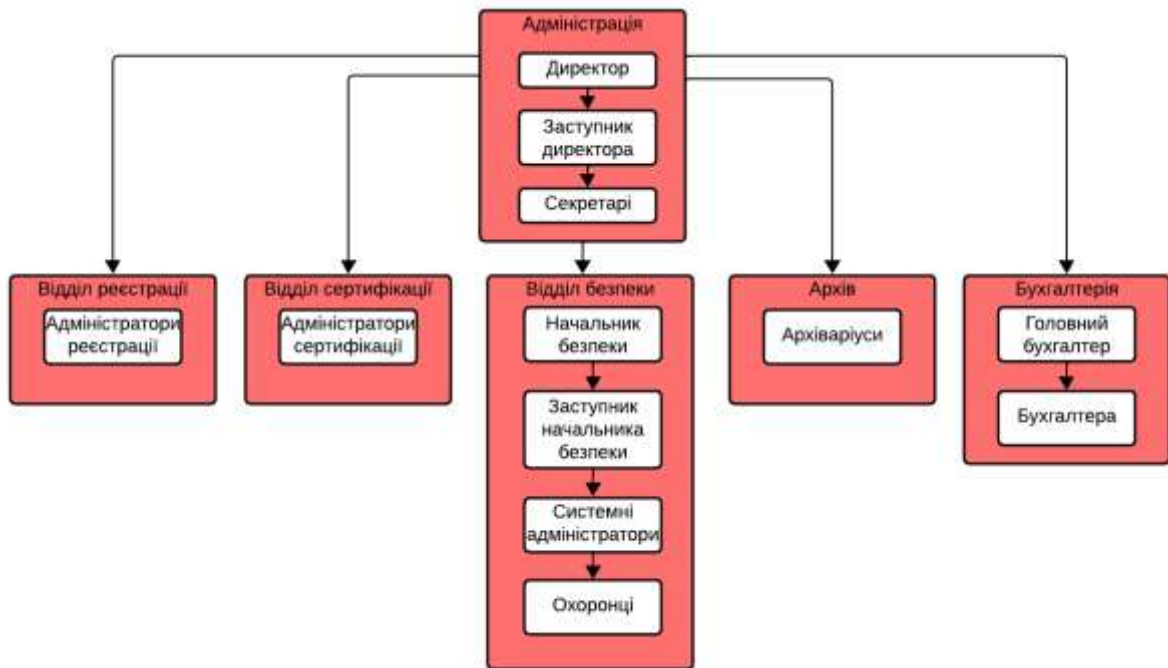 Адміністрація
Директор
Заступник
директора
Секретарі
Відділ реєстрації
Адміністратори
реєстрації
Відділ сертифікації
Адміністратори
сертифікації
Відділ безпеки
Начальник
безпеки
Заступник
начальника
безпеки
Системні
адміністратори
Охоронці
Архів
Архіваріуси
Бухгалтерія
Головний
бухгалтер
Бухгалтера